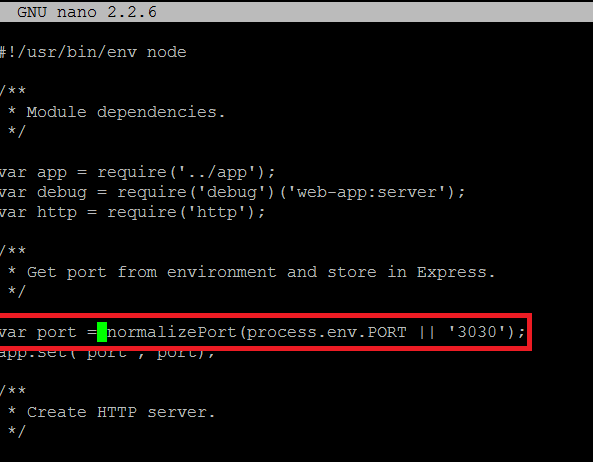 GNU nano 2.2.6
#!/usr/bin/env node
/**
* Module dependencies.
*/
var app = require('../app');
var debug = require('debug')('web-app:server');
var http = require('http');
/**
* Get port from environment and store in Express.
*/
var port = normalizePort(process.env.PORT || '3030');
app.set('port', port);
/**
* Create HTTP server.
*/